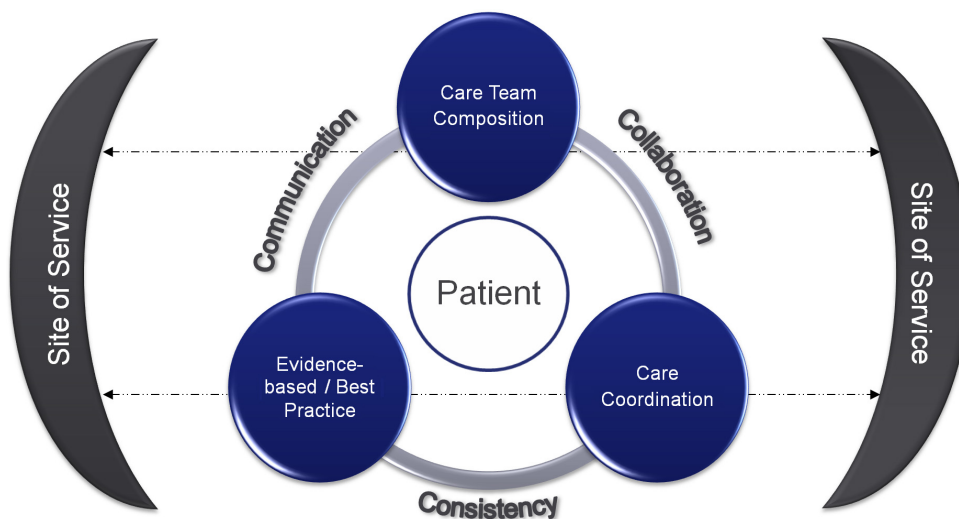 Care Team
Composition
Communication
Collaboration
Site of Service
Patient
Site of Service
Evidence-
based / Best
Practice
Care
Coordination
Consistency